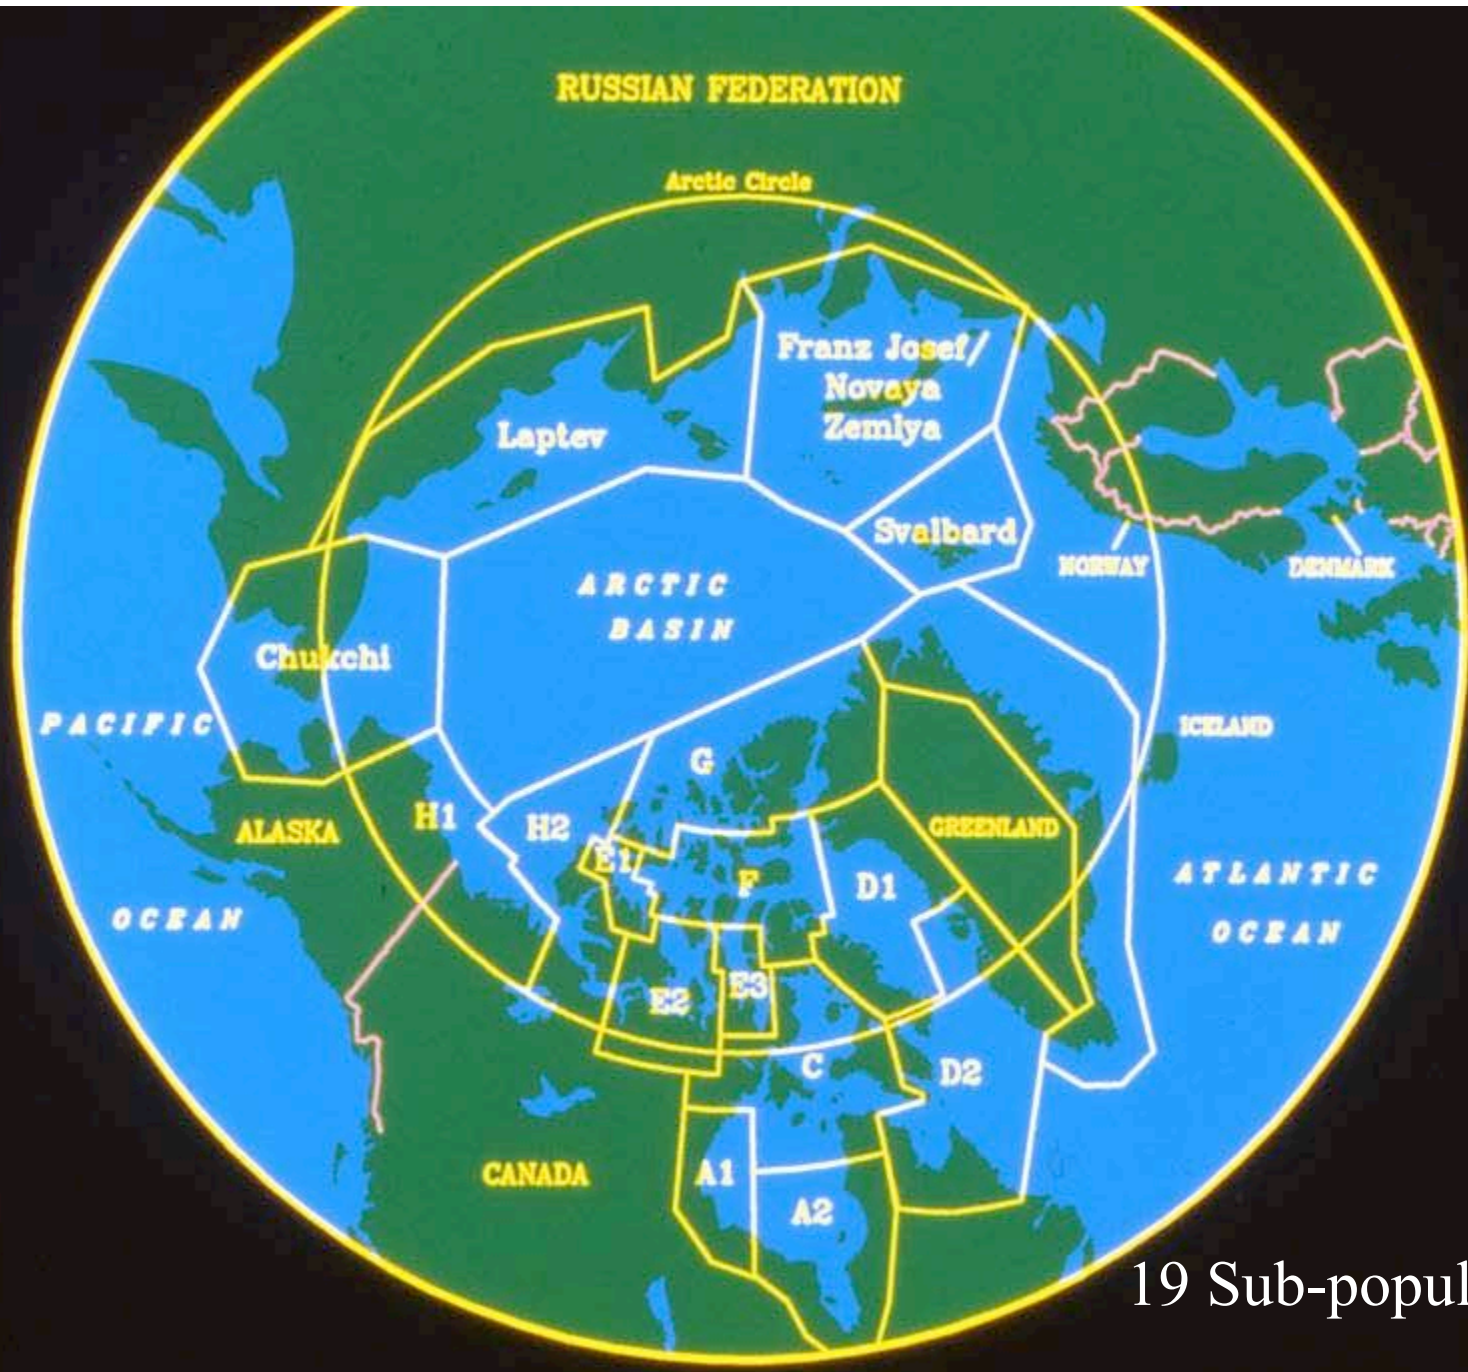 RUSSIAN FEDERATION
Arctic Circle
Franz Josef/
Novaya
Zemlya
Laptev
Svalbard
NORWAY
DENMARK
ARCTIC
BASIN
Chukchi
PACIFIC
ICELAND
G
H1
H2
ALASKA
GREENLAND
E1
F
D1
ATLANTIC
OCEAN
OCEAN
E2
E3
C
D2
CANADA
A1
A2
19 Sub-popul